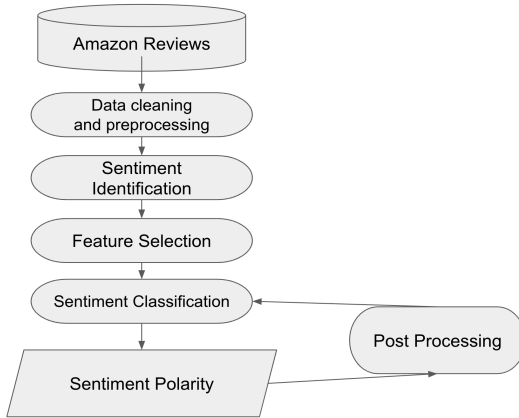 Amazon Reviews
Data cleaning
and preprocessing
Sentiment
Identification
Feature Selection
Sentiment Classification
Post Processing
Sentiment Polarity